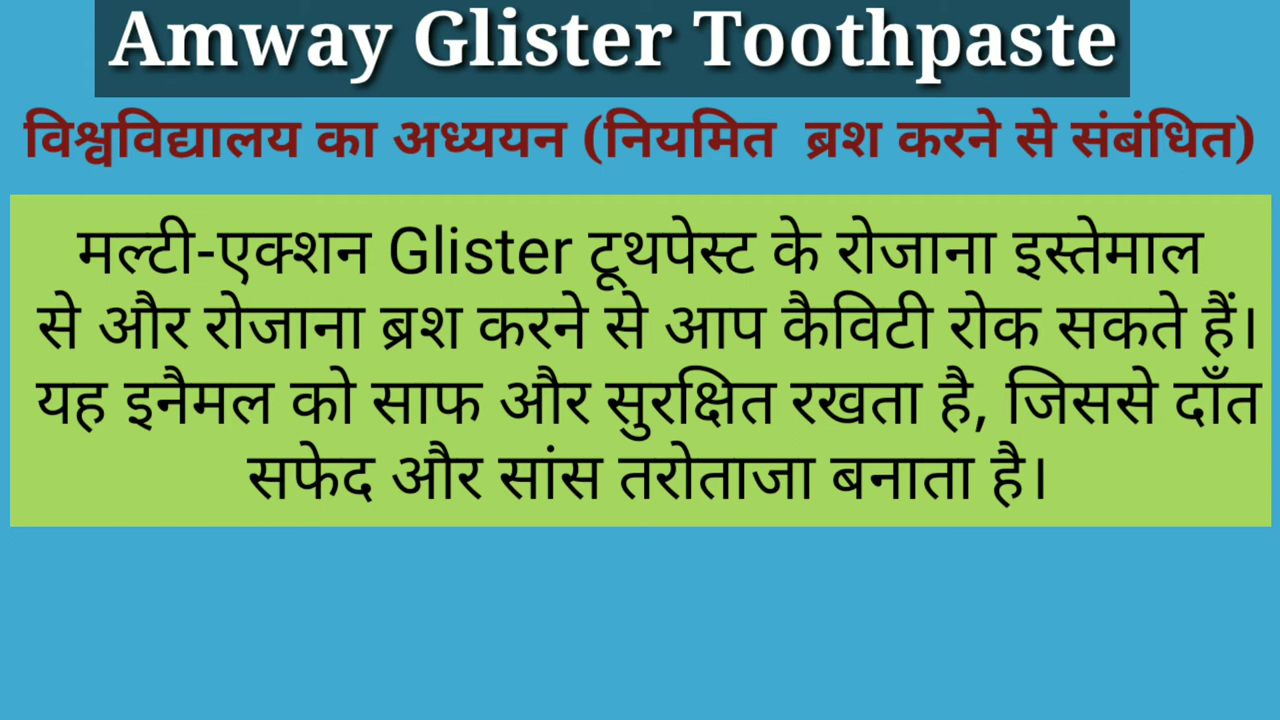 Amway Glister Toothpaste
विश्वविद्यालय का अध्ययन (नियमित ब्रश करने से संबंधित)
मल्टी-एक्शन Glister टूथपेस्ट के रोजाना इस्तेमाल
से और रोजाना ब्रश करने से आप कैविटी रोक सकते हैं।
यह इनैमल को साफ और सुरक्षित रखता है, जिससे दाँत
सफेद और सांस तरोताजा बनाता है।